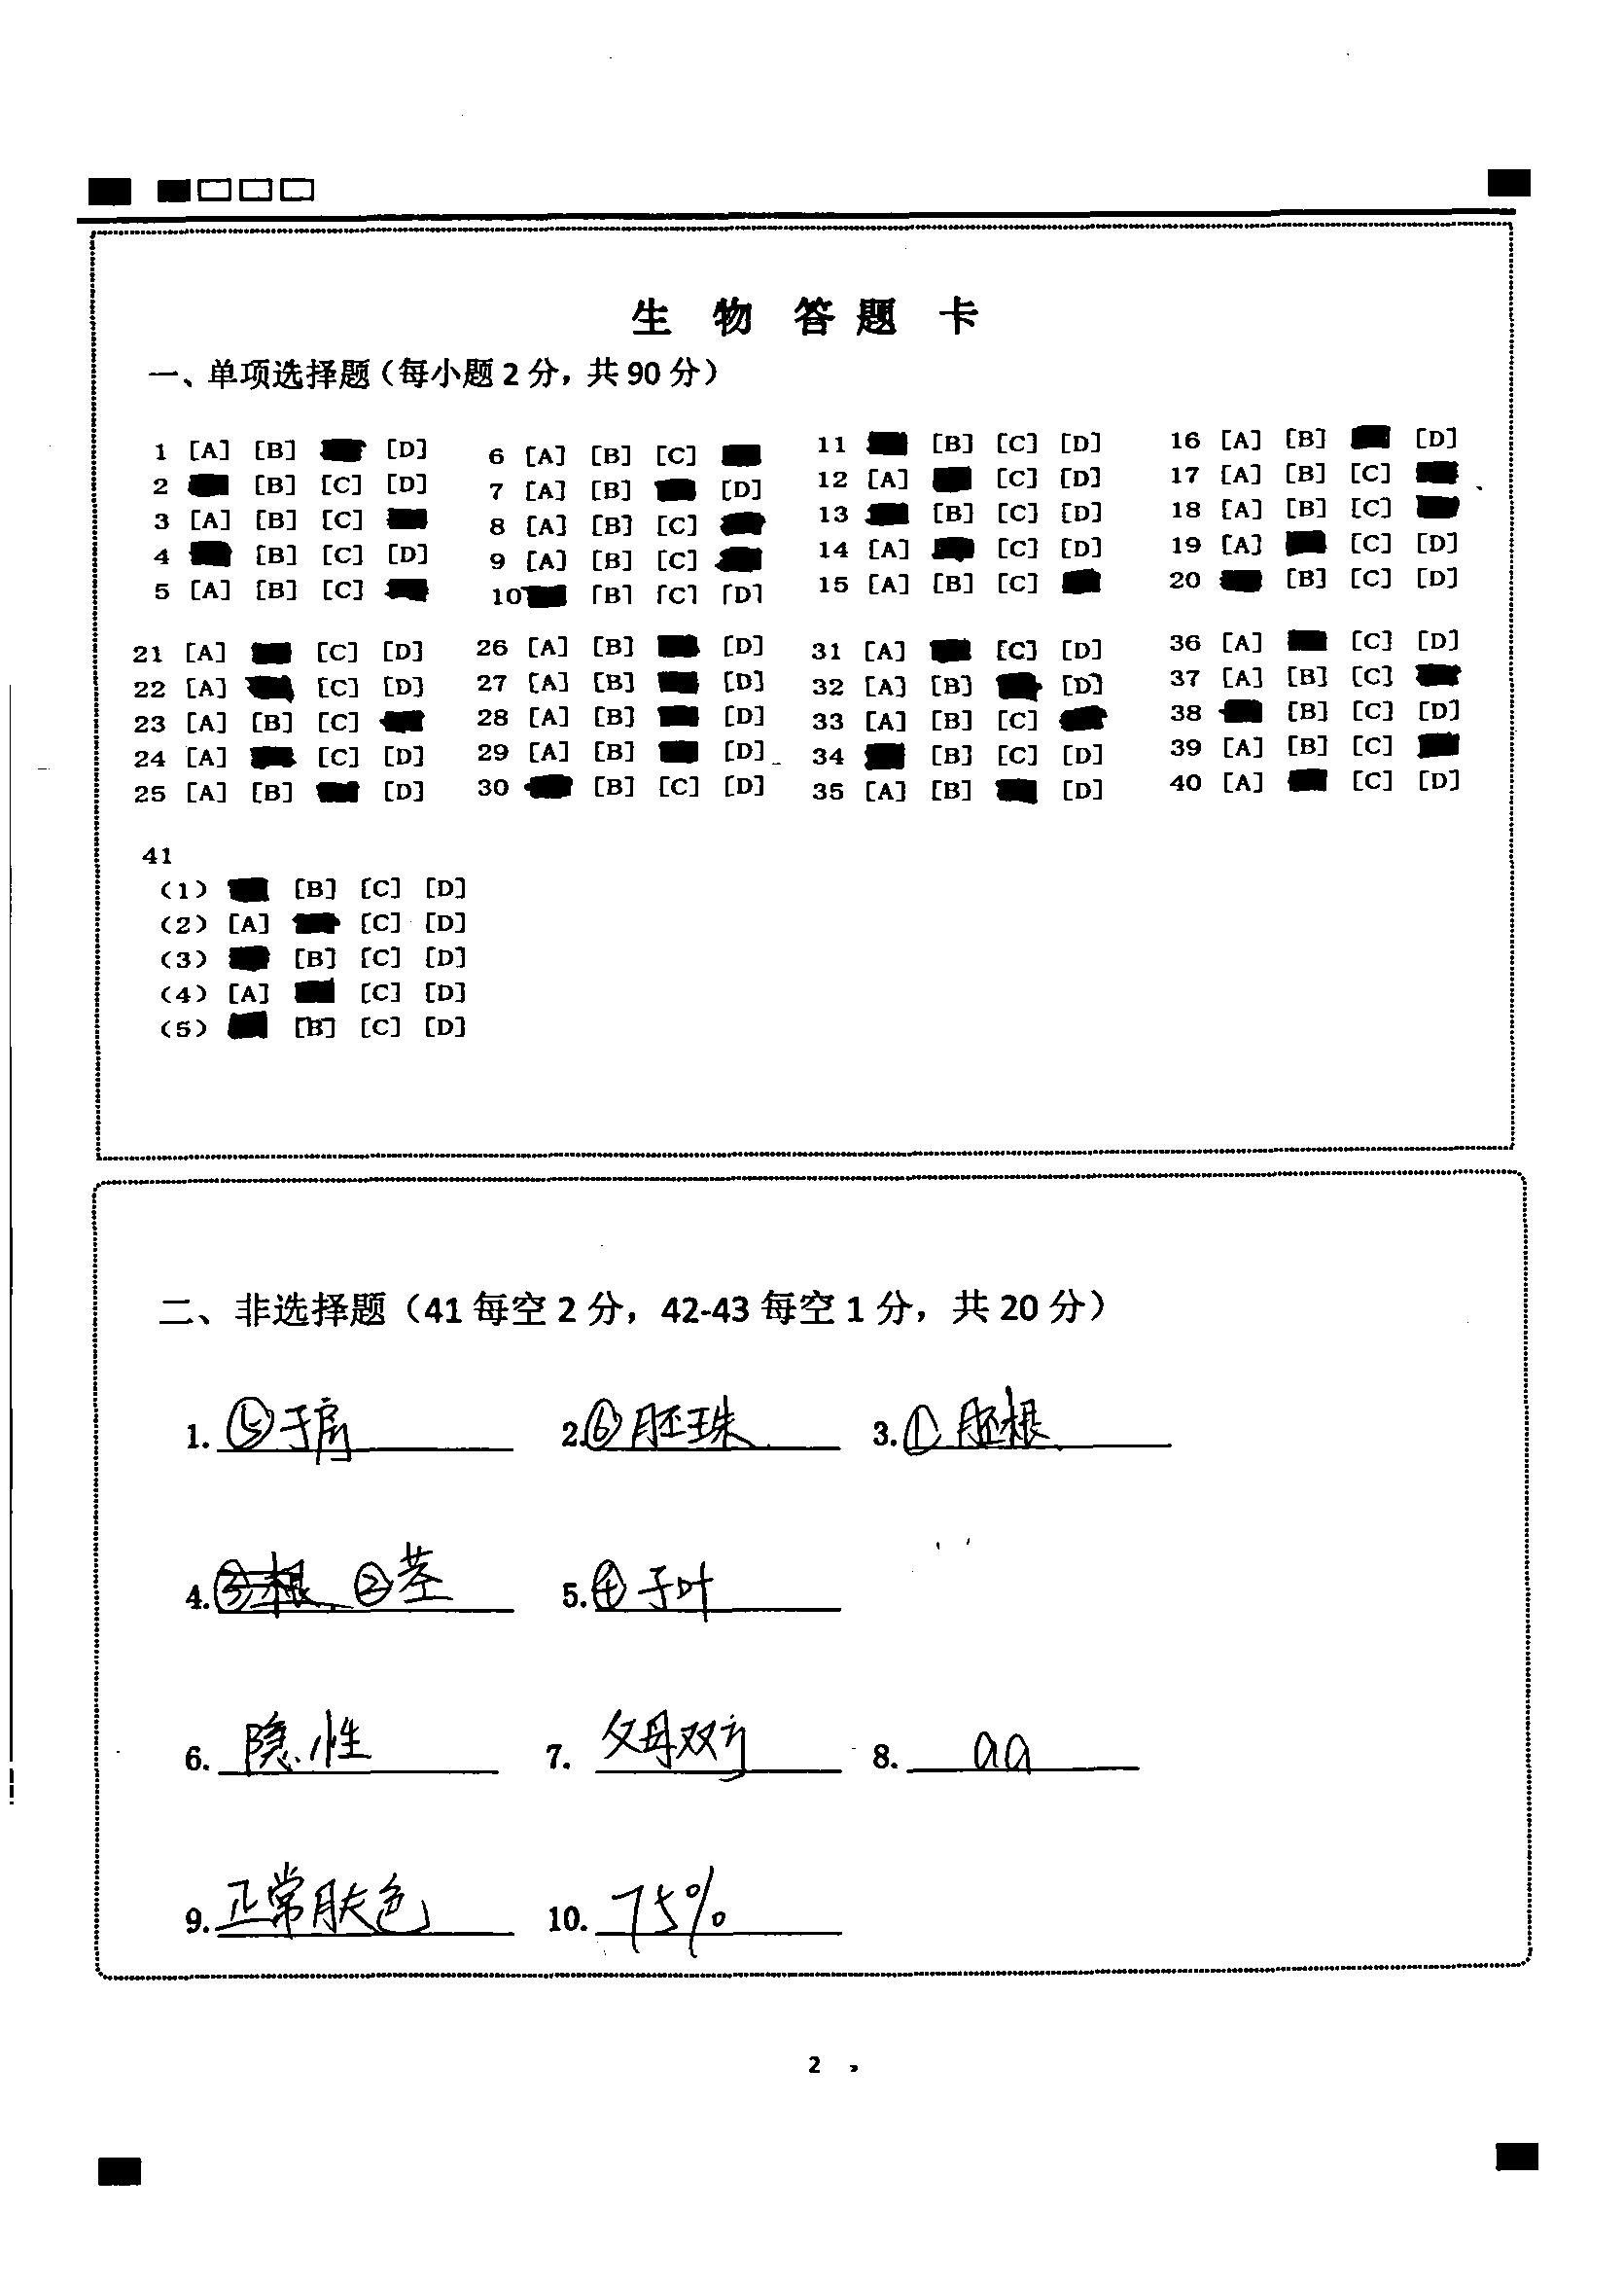 生 物 答 题 卡
一、单项选择题（每小题 2 分，共 90 分）
1 [A] [B] [D]
2 [B] [C] [D]
3 [A] [B] [C]
4 [B] [C] [D]
5 [A] [B] [C]
6 [A] [B] [C]
7 [A] [B] [D]
8 [A] [B] [C]
9 [A] [B] [C]
10 [B] [C] [D]
11 [B] [C] [D]
12 [A] [C] [D]
13 [B] [C] [D]
14 [A] [C] [D]
15 [A] [B] [C]
16 [A] [B] [D]
17 [A] [B] [C]
18 [A] [B] [C]
19 [A] [C] [D]
20 [B] [C] [D]
21 [A] [C] [D]
22 [A] [C] [D]
23 [A] [B] [C]
24 [A] [C] [D]
25 [A] [B] [D]
26 [A] [B] [D]
27 [A] [B] [D]
28 [A] [B] [D]
29 [A] [B] [D]
30 [B] [C] [D]
31 [A] [C] [D]
32 [A] [B] [D]
33 [A] [B] [C]
34 [B] [C] [D]
35 [A] [B] [D]
36 [A] [C] [D]
37 [A] [B] [C]
38 [B] [C] [D]
39 [A] [B] [C]
40 [A] [C] [D]
41
(1) [B] [C] [D]
(2) [A] [C] [D]
(3) [B] [C] [D]
(4) [A] [C] [D]
(5) [B] [C] [D]
二、非选择题（41 每空 2 分，42-43 每空 1 分，共 20 分）
1. ⑤子房 2. ⑥胚珠 3. ① 胚根
4. ③根 ②茎 5. ④子叶
6. 隐性 7. 父母双方 8. aa
9. 正常肤色 10. 75%
2